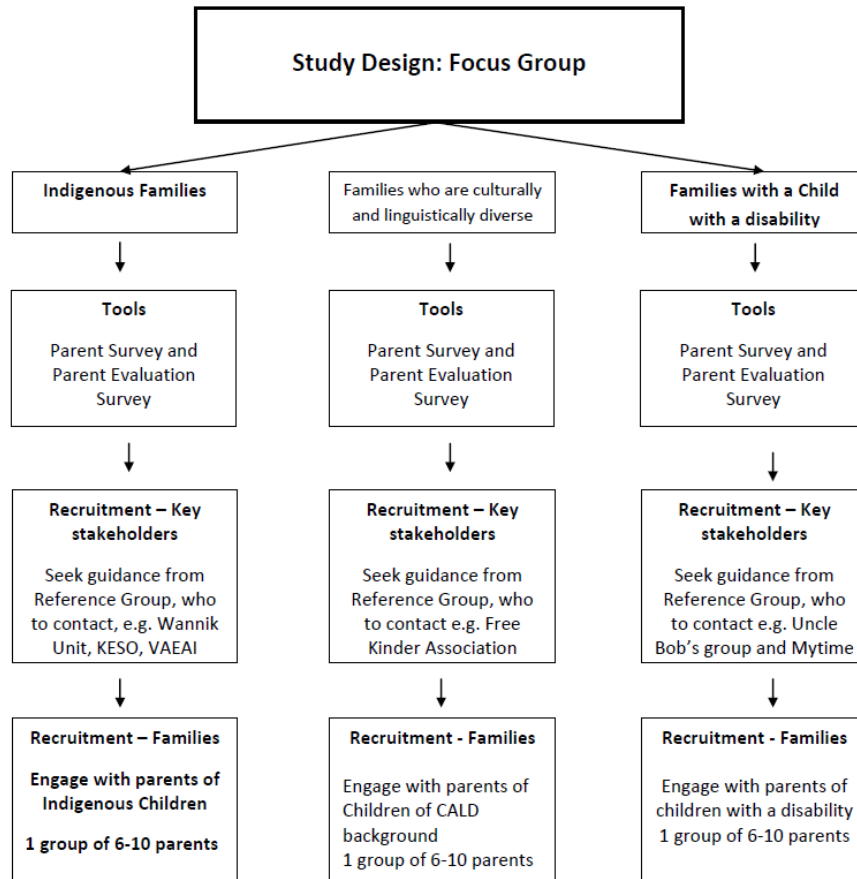 Study Design: Focus Group
Indigenous Families
Families who are culturally
and linguistically diverse
Families with a Child
with a disability
Tools
Parent Survey and
Parent Evaluation
Survey
Tools
Parent Survey and
Parent Evaluation
Survey
Tools
Parent Survey and
Parent Evaluation
Survey
Recruitment – Key
stakeholders
Seek guidance from
Reference Group, who
to contact, e.g. Wannik
Unit, KESO, VAEAI
Recruitment – Key
stakeholders
Seek guidance from
Reference Group, who
to contact e.g. Free
Kinder Association
Recruitment – Key
stakeholders
Seek guidance from
Reference Group, who
to contact e.g. Uncle
Bob’s group and Mytime
Recruitment – Families
Engage with parents of
Indigenous Children
1 group of 6-10 parents
Recruitment - Families
Engage with parents of
Children of CALD
background
1 group of 6-10 parents
Recruitment - Families
Engage with parents of
children with a disability
1 group of 6-10 parents